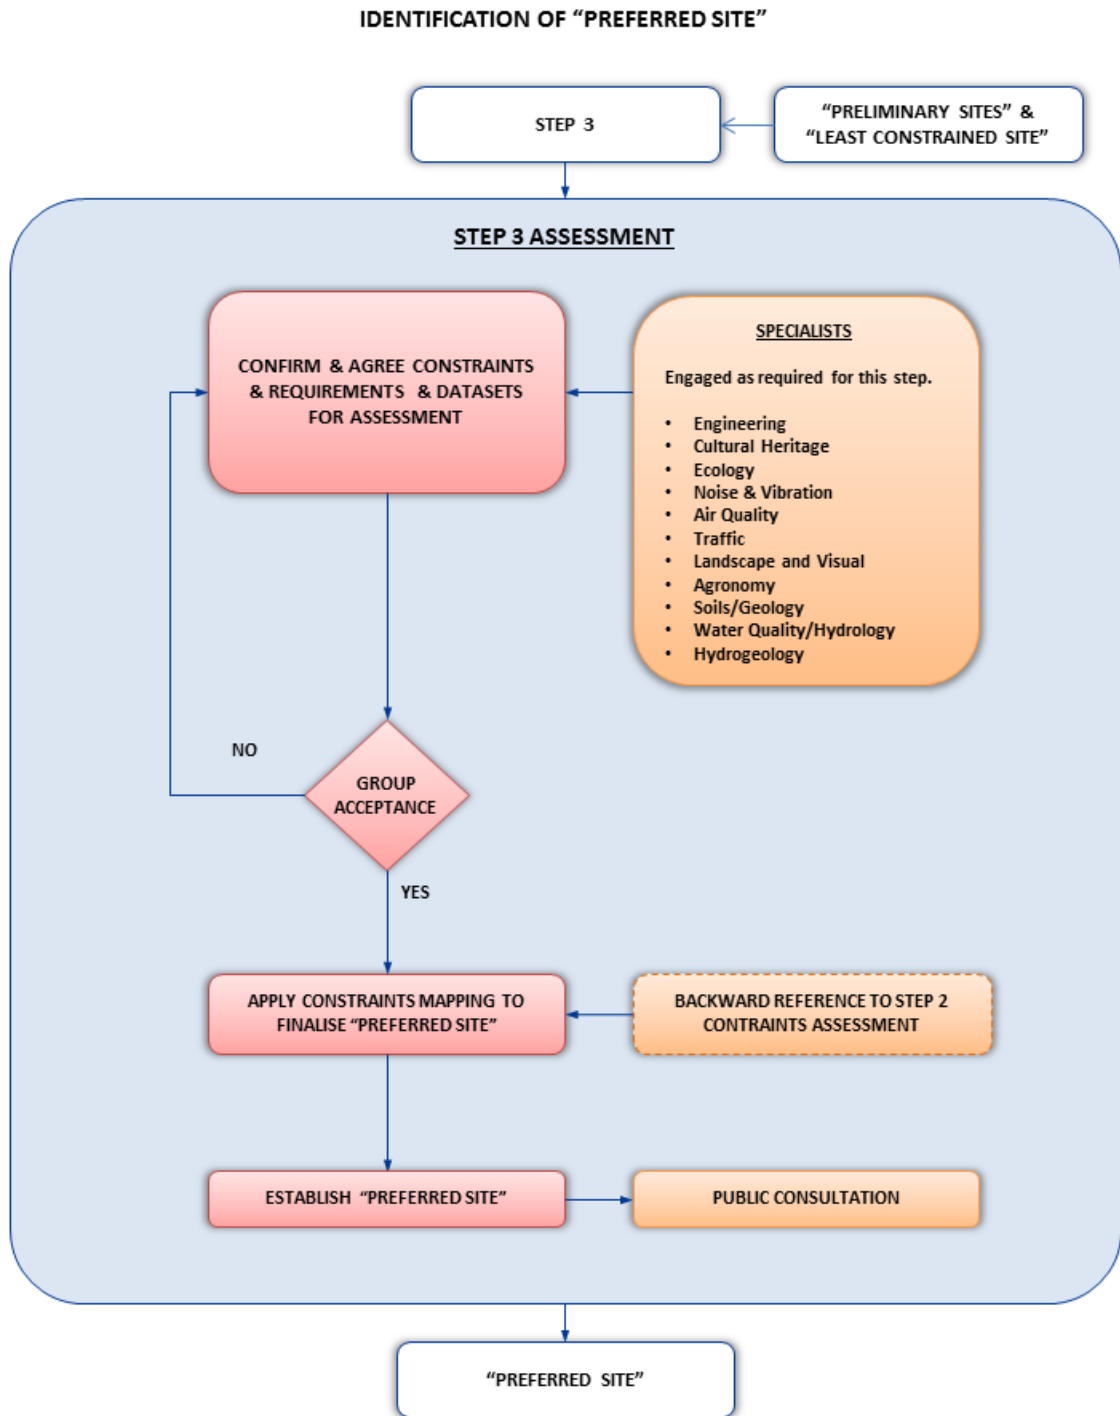 IDENTIFICATION OF “PREFERRED SITE”
STEP 3
“PRELIMINARY SITES” &
“LEAST CONSTRAINED SITE”
STEP 3 ASSESSMENT
CONFIRM & AGREE CONSTRAINTS
& REQUIREMENTS & DATASETS
FOR ASSESSMENT
SPECIALISTS
Engaged as required for this step.
• Engineering
• Cultural Heritage
• Ecology
• Noise & Vibration
• Air Quality
• Traffic
• Landscape and Visual
• Agronomy
• Soils/Geology
• Water Quality/Hydrology
• Hydrogeology
NO
GROUP
ACCEPTANCE
YES
APPLY CONSTRAINTS MAPPING TO
FINALISE “PREFERRED SITE”
BACKWARD REFERENCE TO STEP 2
CONTRAINTS ASSESSMENT
ESTABLISH “PREFERRED SITE”
PUBLIC CONSULTATION
“PREFERRED SITE”